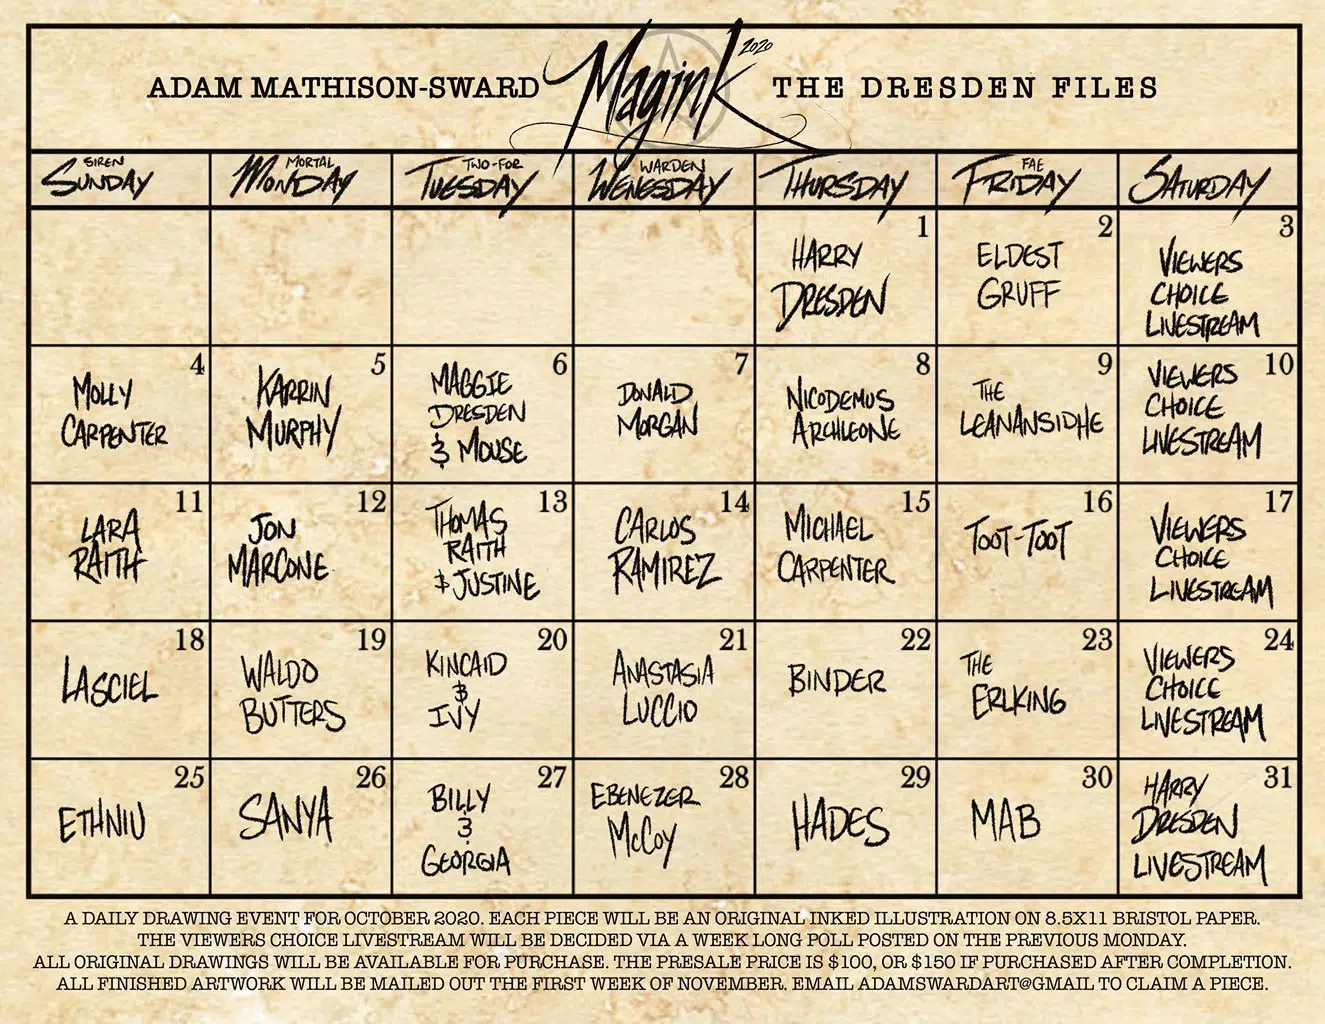 ADAM MATHISON-SWARD Magink 2020 THE DRESDEN FILES
SIREN SUNDAY
MORTAL MONDAY
TWO-FOR TUESDAY
WARDEN WENESDAY
THURSDAY
FAE FRIDAY
SATURDAY
1
HARRY
DRESDEN
2
ELDEST
GRUFF
3
VIEWERS
CHOICE
LIVESTREAM
4
MOLLY
CARPENTER
5
KARRIN
MURPHY
6
MAGGIE
DRESDEN
& MOUSE
7
DONALD
MORGAN
8
NICODEMUS
ARCHLEONE
9
THE
LEANANSIDHE
10
VIEWERS
CHOICE
LIVESTREAM
11
LARA
RAITH
12
JON
MARCONE
13
THOMAS
RAITH
& JUSTINE
14
CARLOS
RAMIREZ
15
MICHAEL
CARPENTER
16
TOOT-TOOT
17
VIEWERS
CHOICE
LIVESTREAM
18
LASCIEL
19
WALDO
BUTTERS
20
KINCAID
&
IVY
21
ANASTASIA
LUCCIO
22
BINDER
23
THE
ERLKING
24
VIEWERS
CHOICE
LIVESTREAM
25
ETHNIU
26
SANYA
27
BILLY
&
GEORGIA
28
EBENEZER
McCOY
29
HADES
30
MAB
31
HARRY
DRESDEN
LIVESTREAM
A DAILY DRAWING EVENT FOR OCTOBER 2020. EACH PIECE WILL BE AN ORIGINAL INKED ILLUSTRATION ON 8.5X11 BRISTOL PAPER.
THE VIEWERS CHOICE LIVESTREAM WILL BE DECIDED VIA A WEEK LONG POLL POSTED ON THE PREVIOUS MONDAY.
ALL ORIGINAL DRAWINGS WILL BE AVAILABLE FOR PURCHASE. THE PRESALE PRICE IS $100, OR $150 IF PURCHASED AFTER COMPLETION.
ALL FINISHED ARTWORK WILL BE MAILED OUT THE FIRST WEEK OF NOVEMBER. EMAIL ADAMSWARDART@GMAIL TO CLAIM A PIECE.